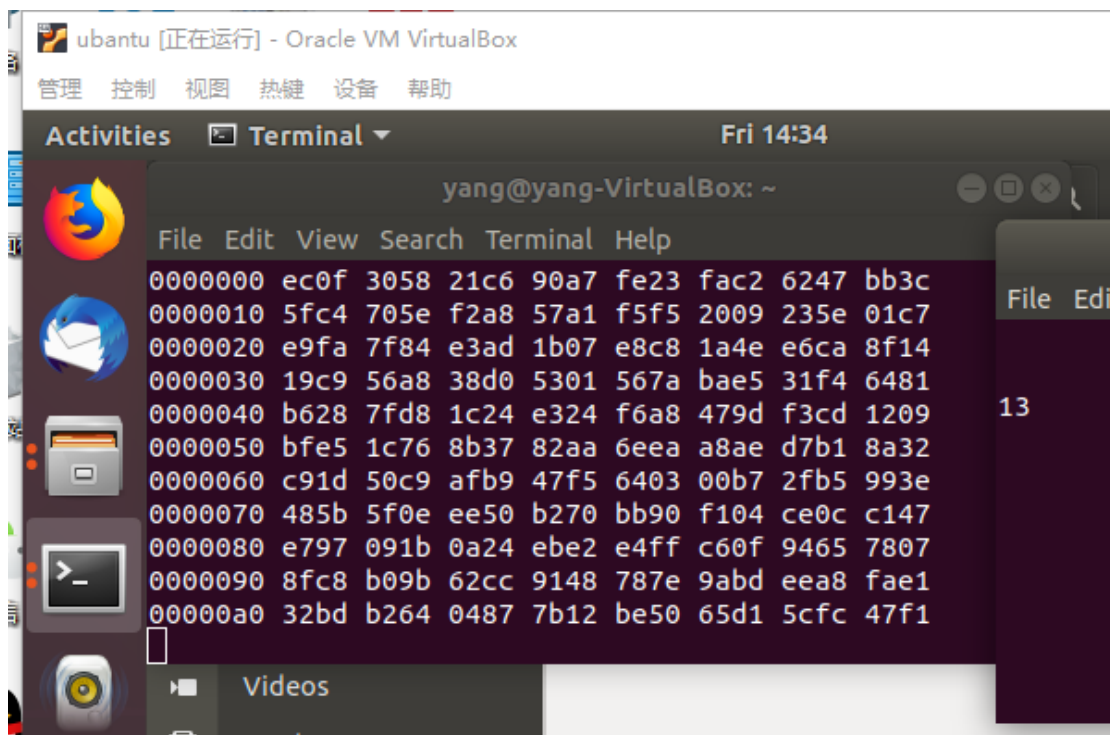 ubantu [正在运行] - Oracle VM VirtualBox
管理 控制 视图 热键 设备 帮助
Activities Terminal Fri 14:34
yang@yang-VirtualBox: ~
File Edit View Search Terminal Help
0000000 ec0f 3058 21c6 90a7 fe23 fac2 6247 bb3c
0000010 5fc4 705e f2a8 57a1 f5f5 2009 235e 01c7
0000020 e9fa 7f84 e3ad 1b07 e8c8 1a4e e6ca 8f14
0000030 19c9 56a8 38d0 5301 567a bae5 31f4 6481
0000040 b628 7fd8 1c24 e324 f6a8 479d f3cd 1209
0000050 bfe5 1c76 8b37 82aa 6eea a8ae d7b1 8a32
0000060 c91d 50c9 afb9 47f5 6403 00b7 2fb5 993e
0000070 485b 5f0e ee50 b270 bb90 f104 ce0c c147
0000080 e797 091b 0a24 ebe2 e4ff c60f 9465 7807
0000090 8fc8 b09b 62cc 9148 787e 9abd eea8 fae1
00000a0 32bd b264 0487 7b12 be50 65d1 5cfc 47f1
File
13
Videos